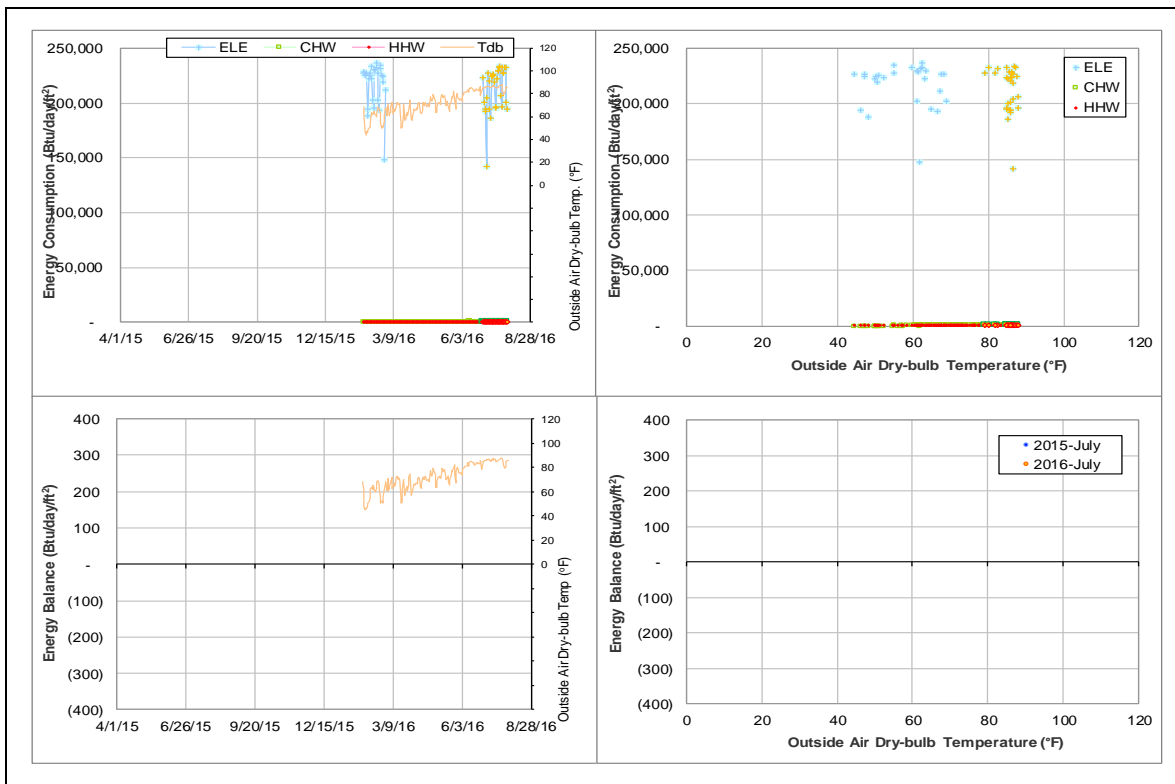 ELE CHW HHW Tdb
250,000
200,000
150,000
100,000
50,000
-
Energy Consumption (Btu/day/ft²)
120
100
80
60
40
20
0
Outside Air Dry-bulb Temp. (°F)
4/1/15 6/26/15 9/20/15 12/15/15 3/9/16 6/3/16 8/28/16
250,000
200,000
150,000
100,000
50,000
-
Energy Consumption (Btu/day/ft²)
ELE
CHW
HHW
0 20 40 60 80 100 120
Outside Air Dry-bulb Temperature (°F)
400
300
200
100
-
(100)
(200)
(300)
(400)
Energy Balance (Btu/day/ft²)
120
100
80
60
40
20
0
Outside Air Dry-bulb Temp (°F)
4/1/15 6/26/15 9/20/15 12/15/15 3/9/16 6/3/16 8/28/16
400
300
200
100
-
(100)
(200)
(300)
(400)
Energy Balance (Btu/day/ft²)
2015-July
2016-July
0 20 40 60 80 100 120
Outside Air Dry-bulb Temperature (°F)